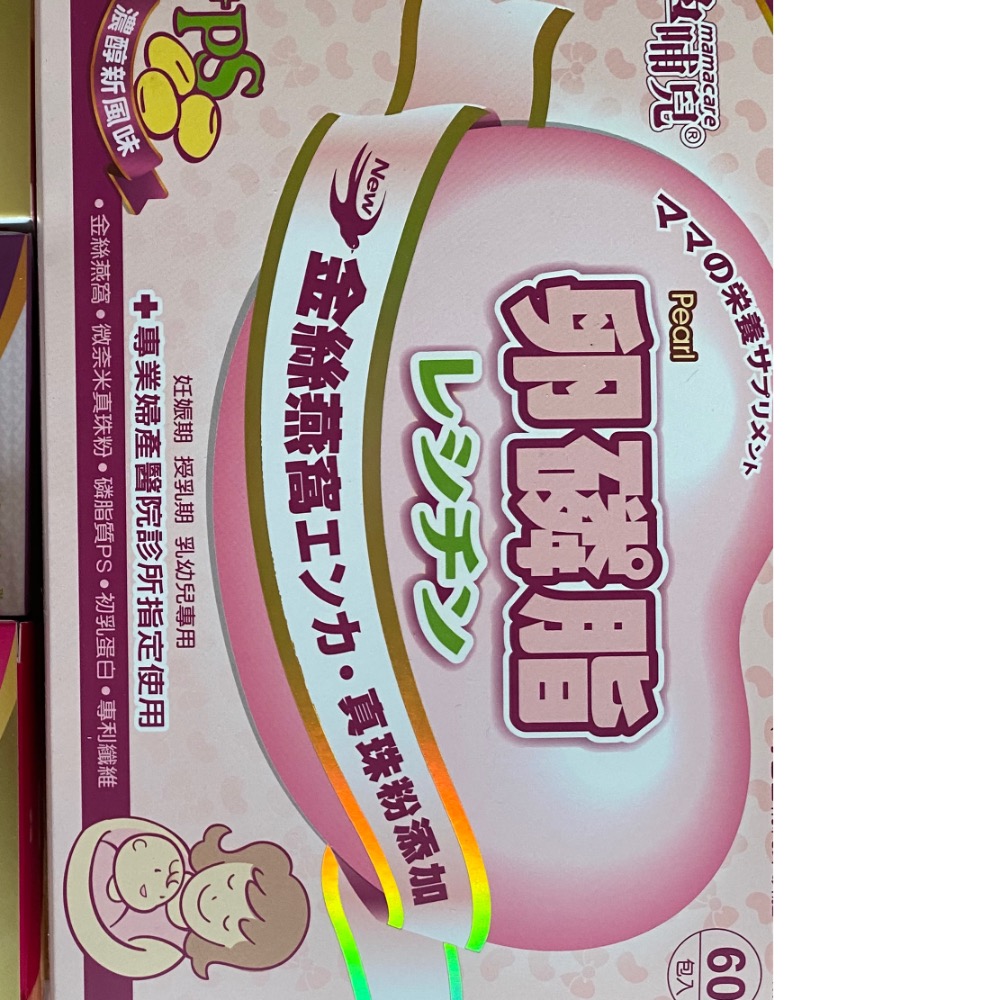 哺兒®
mamacare
ママの栄養サプリメント
Pearl
卵磷脂
レシチン
New
金絲燕窩エンカ・真珠粉添加
妊娠期 授乳期 乳幼兒專用
✚專業婦產醫院診所指定使用
•金絲燕窩•微奈米真珠粉•磷脂質PS•初乳蛋白•專利纖維
+PS
濃醇新風味
60
包入